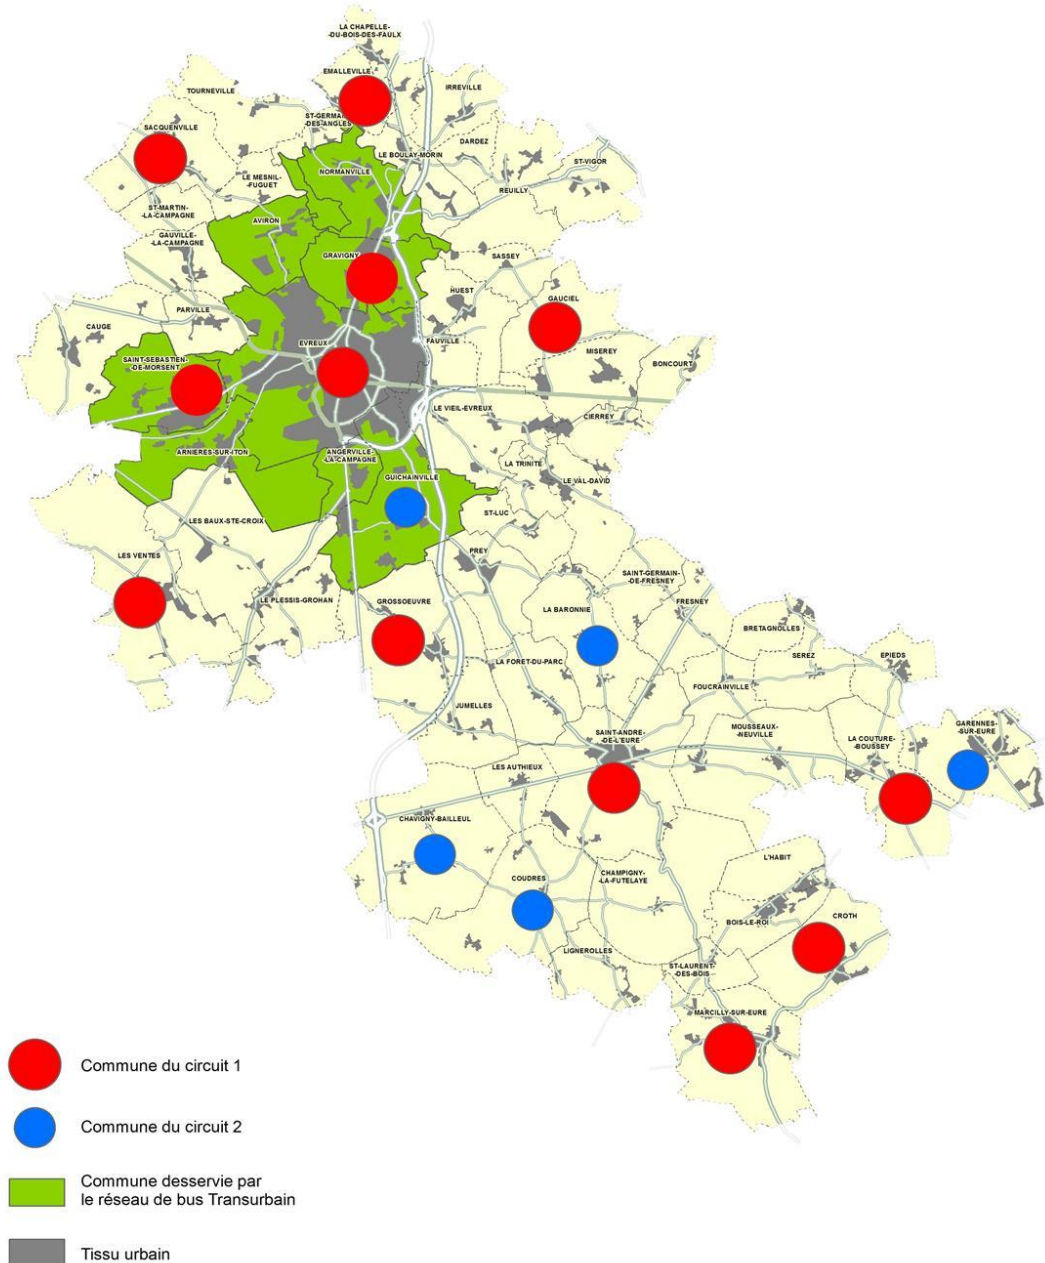 LA CHAPELLE-
-DU-BOIS-DES-FAULX
EMALLEVILLE
TOURNEVILLE
IRREVILLE
ST-GERMAI
-DES-ANGLES
SACQUENVILLE
DARDEZ
LE BOULAY-MORIN
ST-VIGOR
NORMANVILLE
LE MESNIL-
-FUGUET
REUILLY
ST-MARTIN-
-LA-CAMPAGNE
AVIRON
GAUVILLE-
-LA-CAMPAGNE
GRAVIGNY
SASSEY
HUEST
GAUCIEL
PARVILLE
CAUGE
EVREUX
FAUVILLE
MISEREY
SAINT-SEBASTIEN-
-DE-MORSENT
BONCOURT
LE VIEIL-EVREUX
CIERREY
ARNIERES-SUR-ITON
ANGERVILLE-
-LA-CAMPAGNE
LA TRINITE
GUICHAINVILLE
LE VAL-DAVID
ST-LUC
LES BAUX-STE-CROIX
PREY
LES VENTES
SAINT-GERMAIN-
-DE-FRESNEY
LE PLESSIS-GROHAN
GROSSOEUVRE
FRESNEY
LA BARONNIE
BRETAGNOLLES
LA FORET-DU-PARC
SEREZ
EPIEDS
FOUCRAINVILLE
JUMELLES
MOUSSEAUX-
-NEUVILLE
GARENNES-
-SUR-EURE
SAINT-ANDRE-
-DE-L'EURE
LA COUTURE-
-BOUSSEY
LES AUTHIEUX
CHAVIGNY-BAILLEUL
L'HABIT
COUDRES
CHAMPIGNY-
-LA-FUTELAYE
BOIS-LE-ROI
CROTH
LIGNEROLLES
ST-LAURENT-
-DES-BOIS
MARCILLY-SUR-EURE
Commune du circuit 1
Commune du circuit 2
Commune desservie par
le réseau de bus Transurbain
Tissu urbain